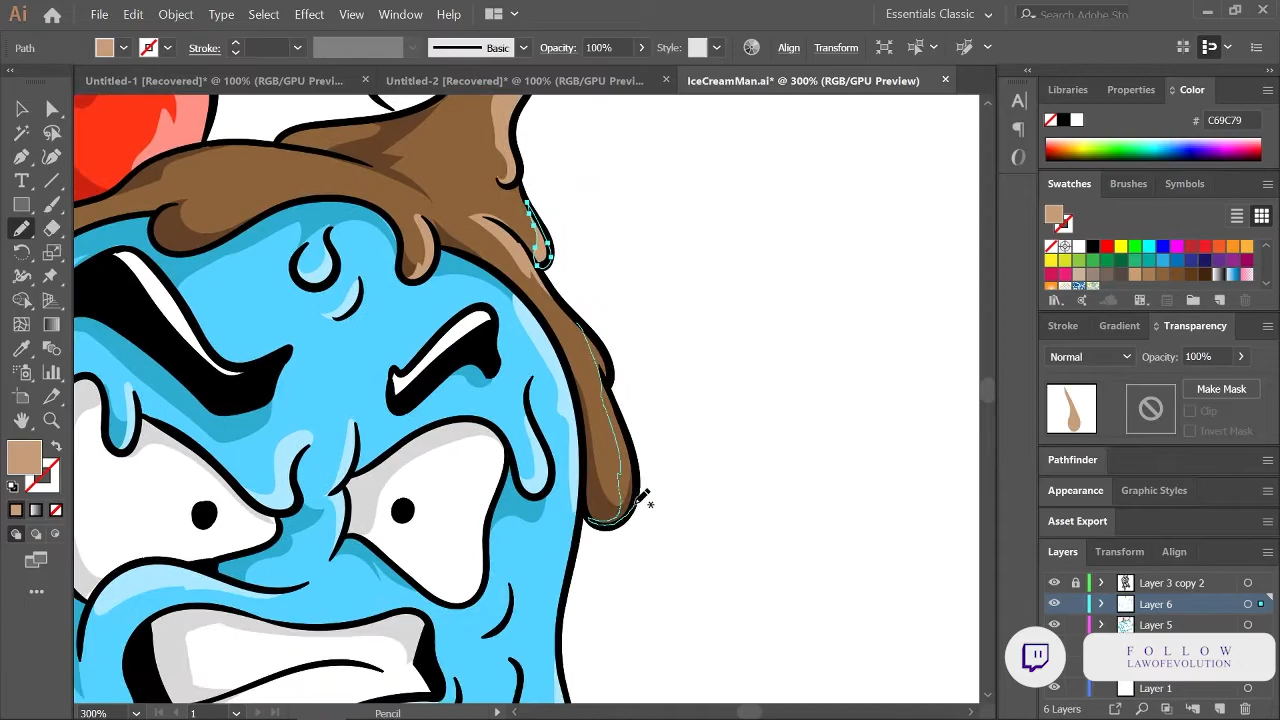 Ai File Edit Object Type Select Effect View Window Help Essentials Classic Search Adobe Sto
Path Stroke: Basic Opacity: 100% Style: Align Transform
Untitled-1 [Recovered]* @ 100% (RGB/GPU Previ... Untitled-2 [Recovered]* @ 100% (RGB/GPU Previ... IceCreamMan.ai* @ 300% (RGB/GPU Preview)
Libraries Properties Color
# C69C79
Swatches Brushes Symbols
Stroke Gradient Transparency
Normal Opacity: 100%
Make Mask
Clip
Invert Mask
Pathfinder
Appearance Graphic Styles
Asset Export
Layers Transform Align
Layer 3 copy 2
Layer 6
Layer 5
FOLLOW
LAWOFEVOLUTION
Layer 1
6 Layers
300% 1 Pencil